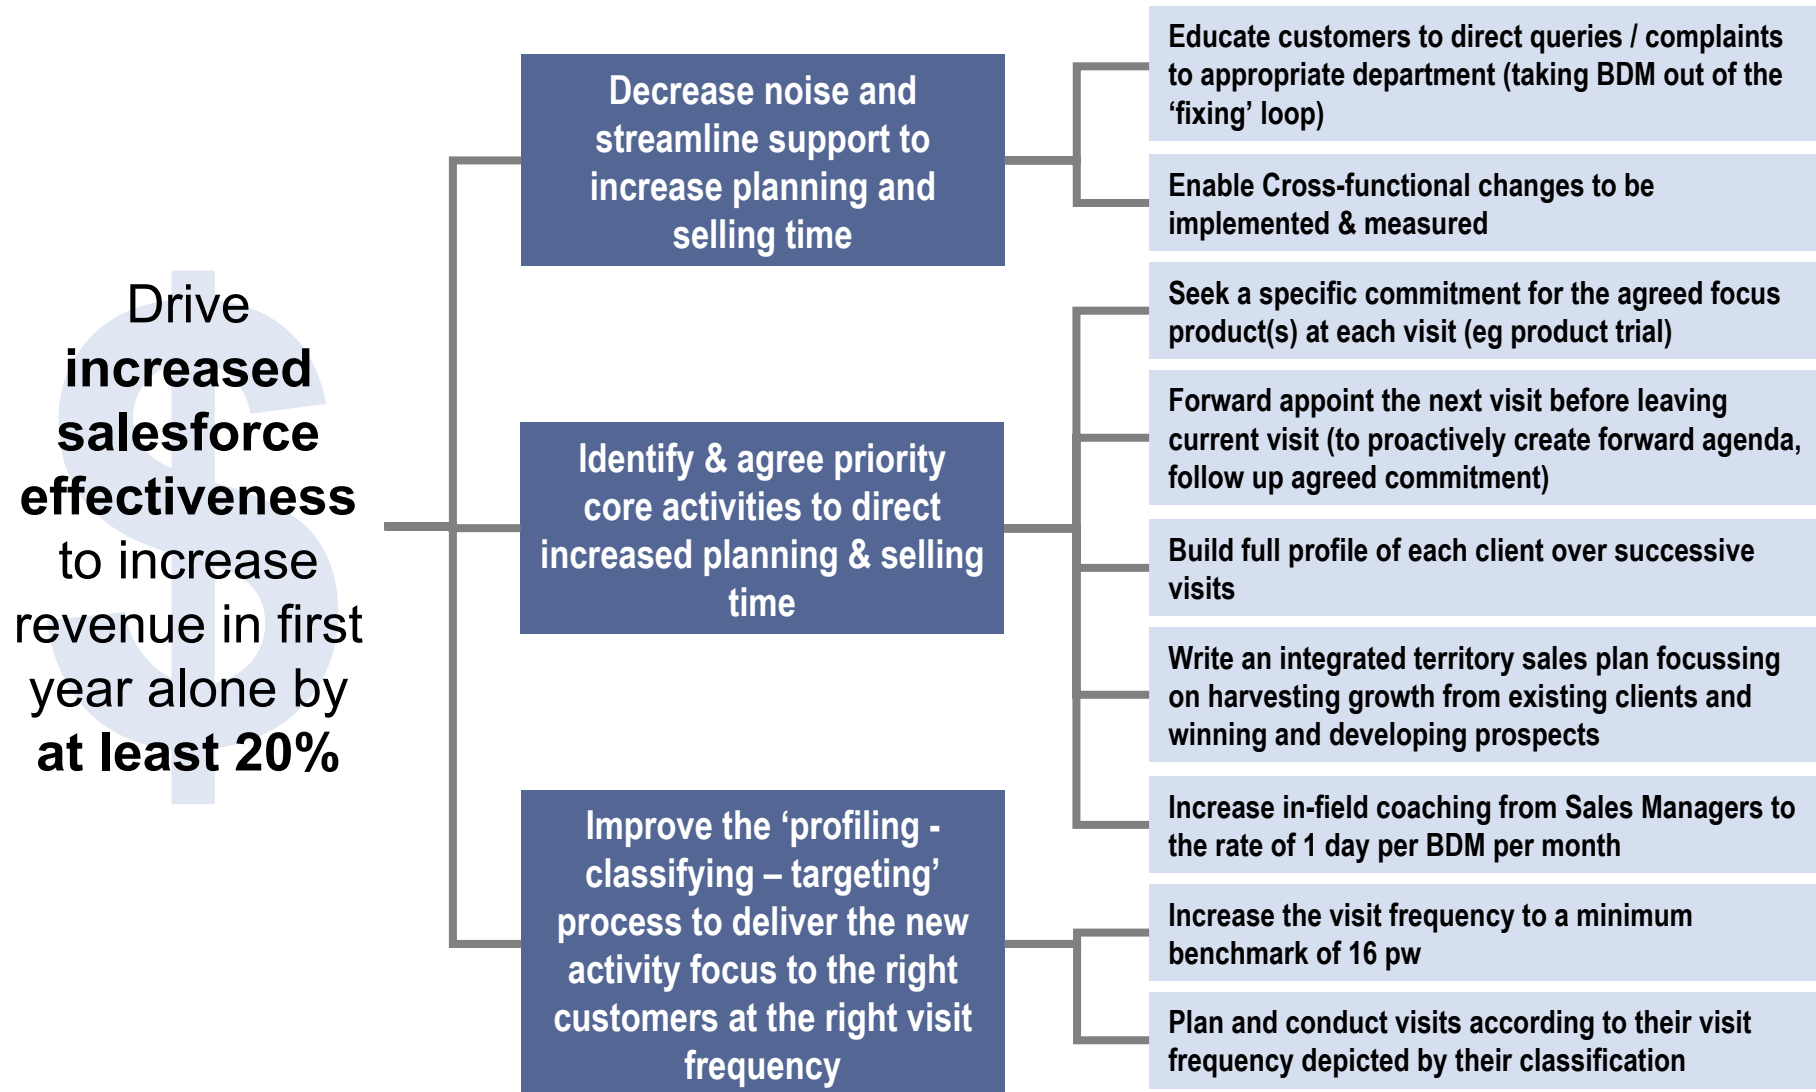 Drive
increased
salesforce
effectiveness
to increase
revenue in first
year alone by
at least 20%
Decrease noise and
streamline support to
increase planning and
selling time
Educate customers to direct queries / complaints
to appropriate department (taking BDM out of the
‘fixing’ loop)
Enable Cross-functional changes to be
implemented & measured
Identify & agree priority
core activities to direct
increased planning & selling
time
Seek a specific commitment for the agreed focus
product(s) at each visit (eg product trial)
Forward appoint the next visit before leaving
current visit (to proactively create forward agenda,
follow up agreed commitment)
Build full profile of each client over successive
visits
Write an integrated territory sales plan focussing
on harvesting growth from existing clients and
winning and developing prospects
Increase in-field coaching from Sales Managers to
the rate of 1 day per BDM per month
Improve the ‘profiling -
classifying – targeting’
process to deliver the new
activity focus to the right
customers at the right visit
frequency
Increase the visit frequency to a minimum
benchmark of 16 pw
Plan and conduct visits according to their visit
frequency depicted by their classification